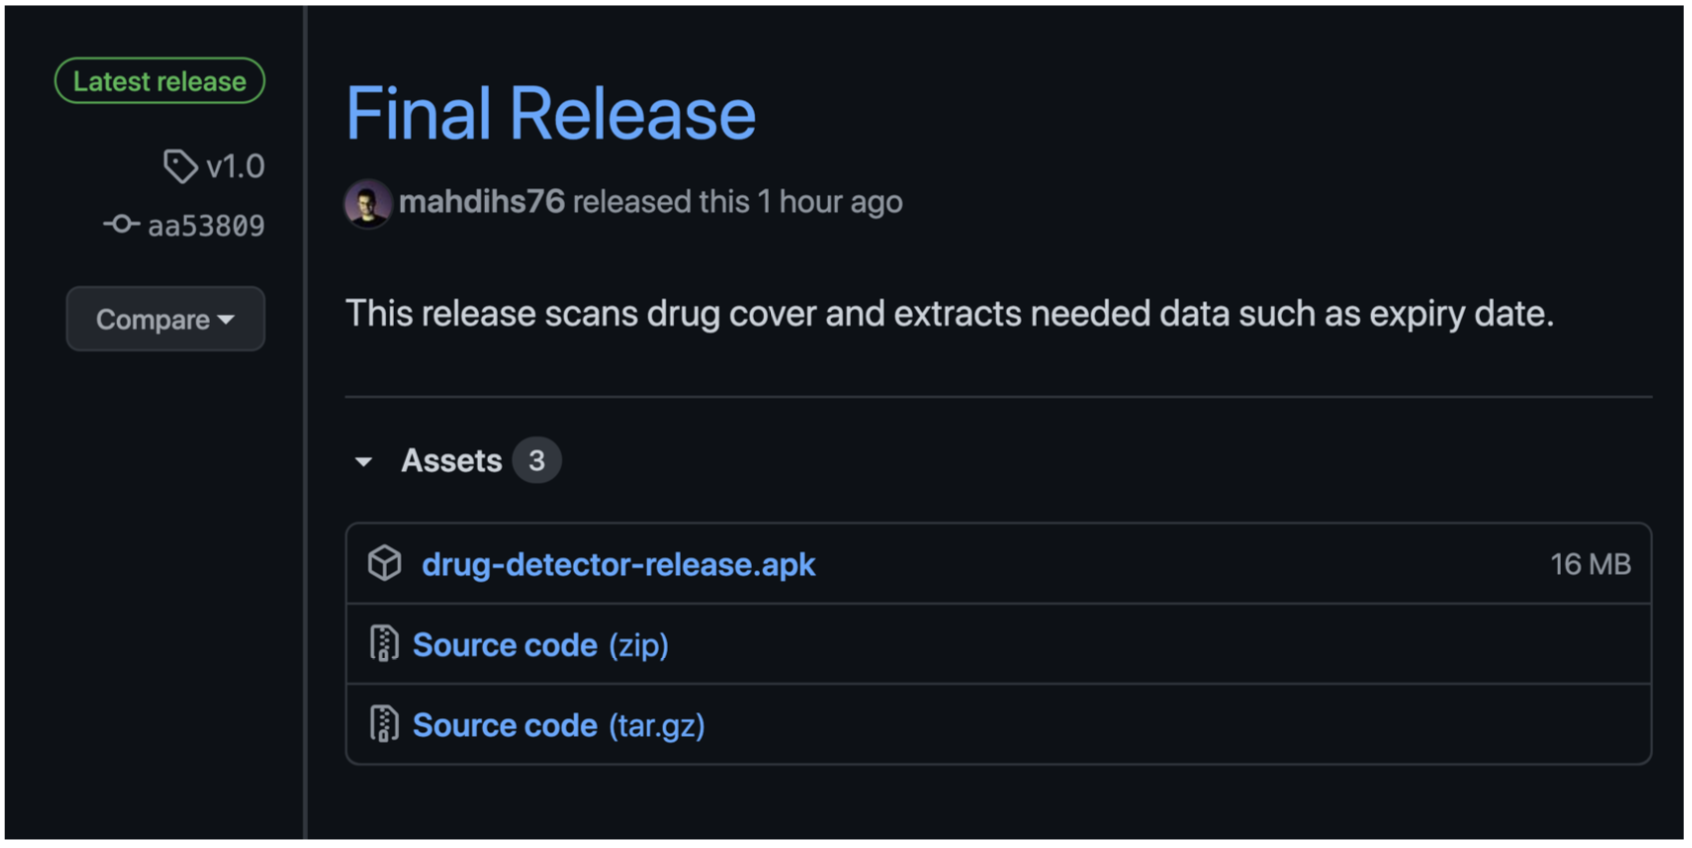 Latest release
v1.0
aa53809
Compare
Final Release
mahdihs76 released this 1 hour ago
This release scans drug cover and extracts needed data such as expiry date.
Assets 3
drug-detector-release.apk 16 MB
Source code (zip)
Source code (tar.gz)